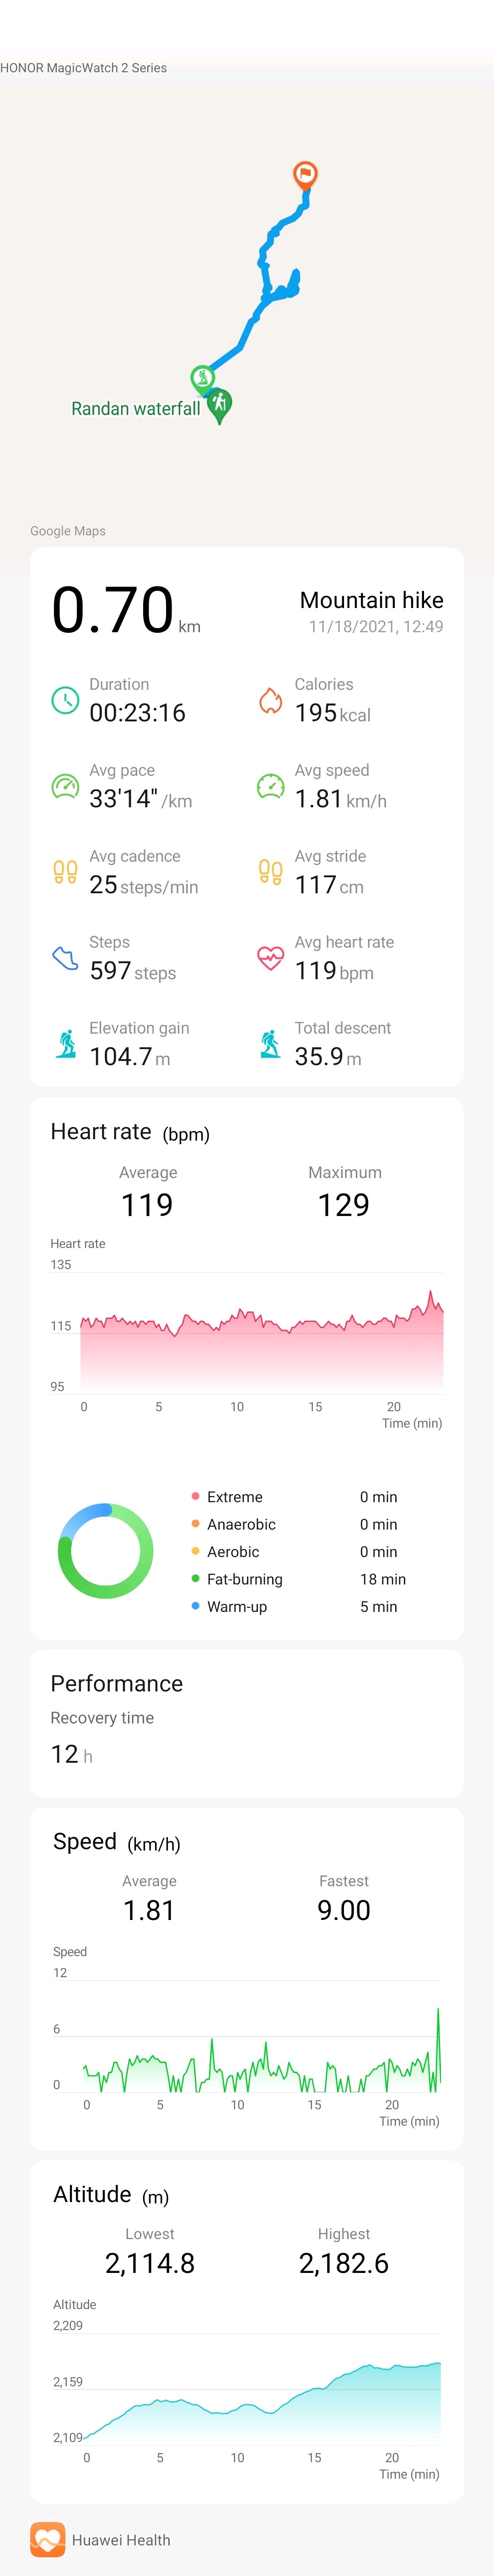 HONOR MagicWatch 2 Series
Randan waterfall
Google Maps
0.70 km
Mountain hike
11/18/2021, 12:49
Duration
00:23:16
Calories
195 kcal
Avg pace
33'14" /km
Avg speed
1.81 km/h
Avg cadence
25 steps/min
Avg stride
117 cm
Steps
597 steps
Avg heart rate
119 bpm
Elevation gain
104.7 m
Total descent
35.9 m
Heart rate (bpm)
Average Maximum
119 129
Heart rate
135
115
95
0 5 10 15 20
Time (min)
Extreme 0 min
Anaerobic 0 min
Aerobic 0 min
Fat-burning 18 min
Warm-up 5 min
Performance
Recovery time
12 h
Speed (km/h)
Average Fastest
1.81 9.00
Speed
12
6
0
0 5 10 15 20
Time (min)
Altitude (m)
Lowest Highest
2,114.8 2,182.6
Altitude
2,209
2,159
2,109
0 5 10 15 20
Time (min)
Huawei Health